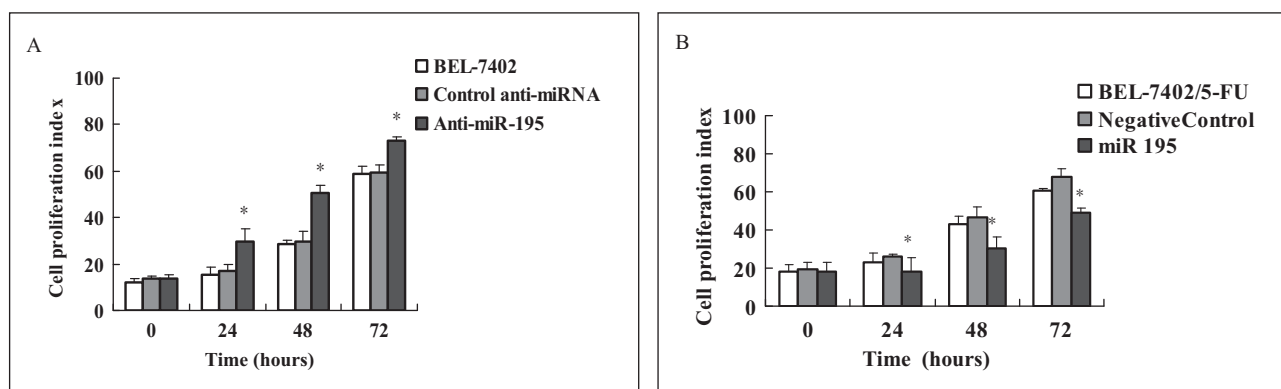 A
BEL-7402
Control anti-miRNA
Anti-miR-195
Cell proliferation index
100
80
60
40
20
0
*
*
*
0 24 48 72
Time (hours)
B
BEL-7402/5-FU
NegativeControl
miR 195
Cell proliferation index
100
80
60
40
20
0
*
*
*
0 24 48 72
Time (hours)